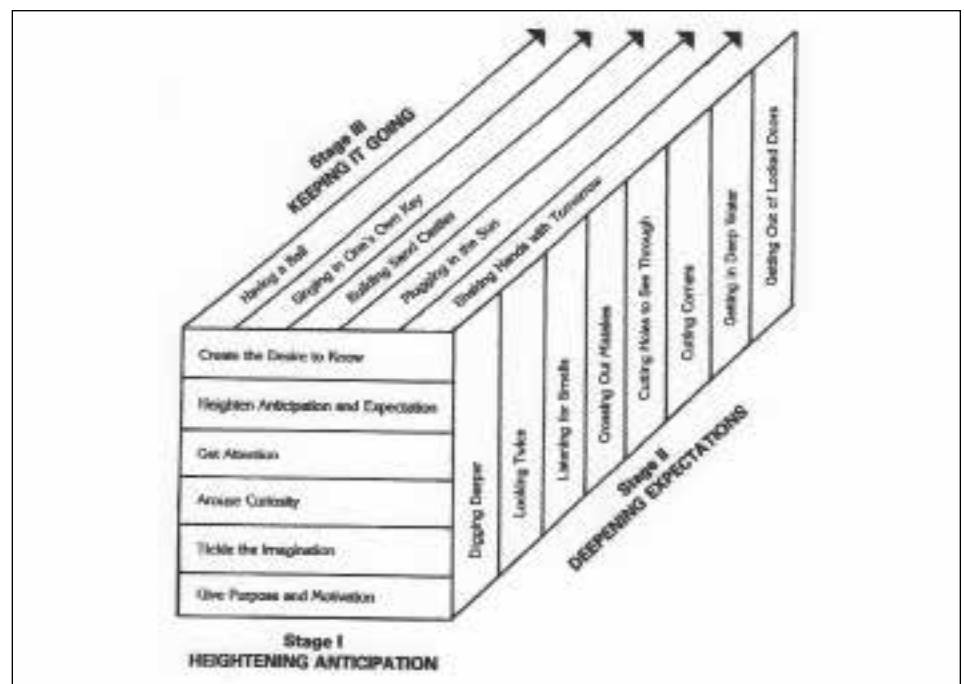 Stage III
KEEPING IT GOING
Having a Ball
Singing in One's Own Key
Building Sand Castles
Plugging in the Sun
Shaking Hands with Tomorrow
Create the Desire to Know
Heighten Anticipation and Expectation
Get Attention
Arouse Curiosity
Tickle the Imagination
Give Purpose and Motivation
Stage I
HEIGHTENING ANTICIPATION
Digging Deeper
Looking Twice
Listening for Smells
Crossing Out Mistakes
Cutting Holes to See Through
Cutting Corners
Getting in Deep Water
Getting Out of Locked Doors
Stage II
DEEPENING EXPECTATIONS